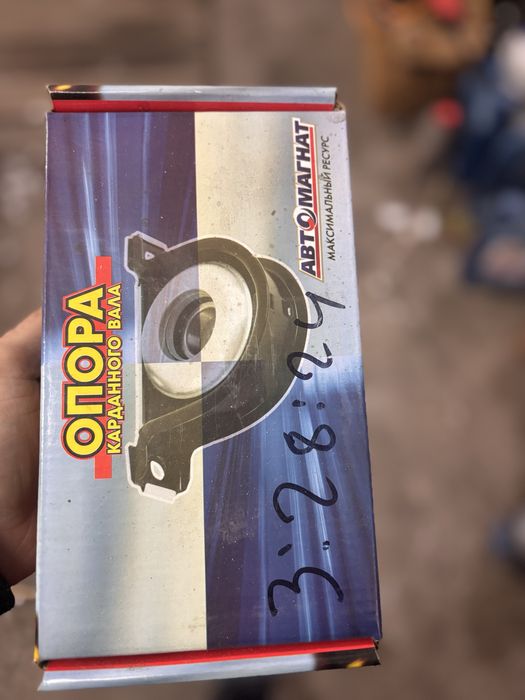 ОПОРА
КАРДАННОГО ВАЛА
АВТОМАГНАТ
МАКСИМАЛЬНЫЙ РЕСУРС
3:28:24